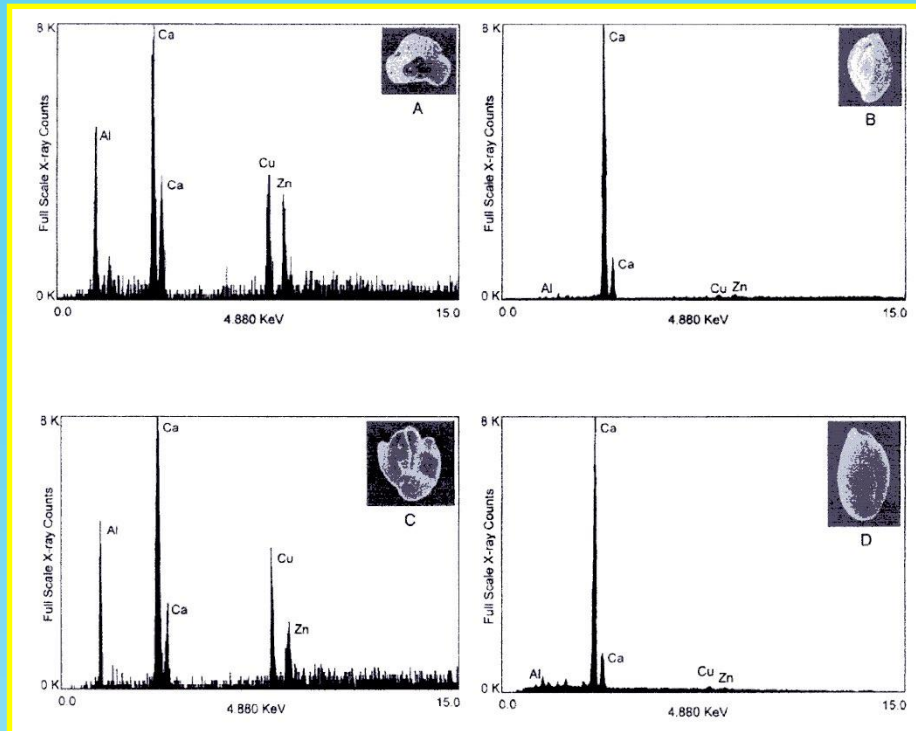 8 K
Ca
Al
Ca
Cu
Zn
A
Full Scale X-ray Counts
0 K
0.0
4.880 KeV
15.0
8 K
Ca
B
Full Scale X-ray Counts
Ca
Al
Cu
Zn
0 K
0.0
4.880 KeV
15.0
8 K
Ca
Al
Ca
Cu
Zn
C
Full Scale X-ray Counts
0 K
0.0
4.880 KeV
15.0
8 K
Ca
D
Full Scale X-ray Counts
Al
Ca
Cu
Zn
0 K
0.0
4.880 KeV
15.0